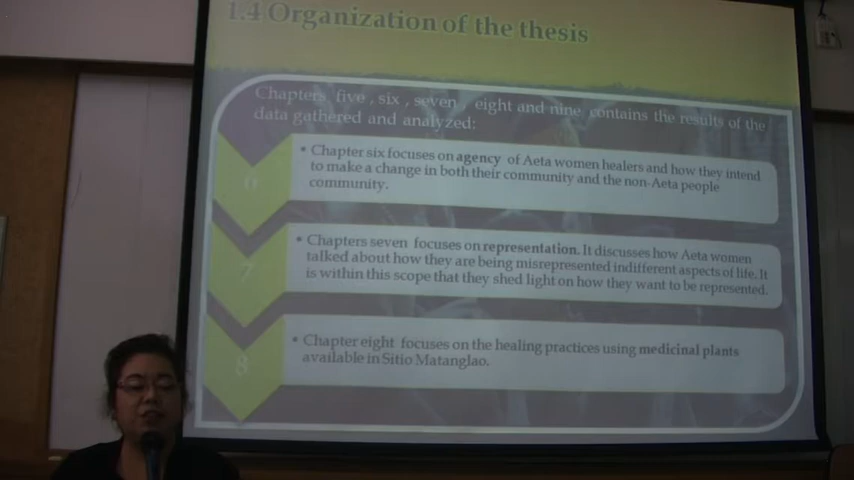 1.4 Organization of the thesis
Chapters five , six , seven , eight and nine contains the results of the
data gathered and analyzed:
6
• Chapter six focuses on agency of Aeta women healers and how they intend
to make a change in both their community and the non-Aeta people
community.
7
• Chapters seven focuses on representation. It discusses how Aeta women
talked about how they are being misrepresented indifferent aspects of life. It
is within this scope that they shed light on how they want to be represented.
8
• Chapter eight focuses on the healing practices using medicinal plants
available in Sitio Matanglao.